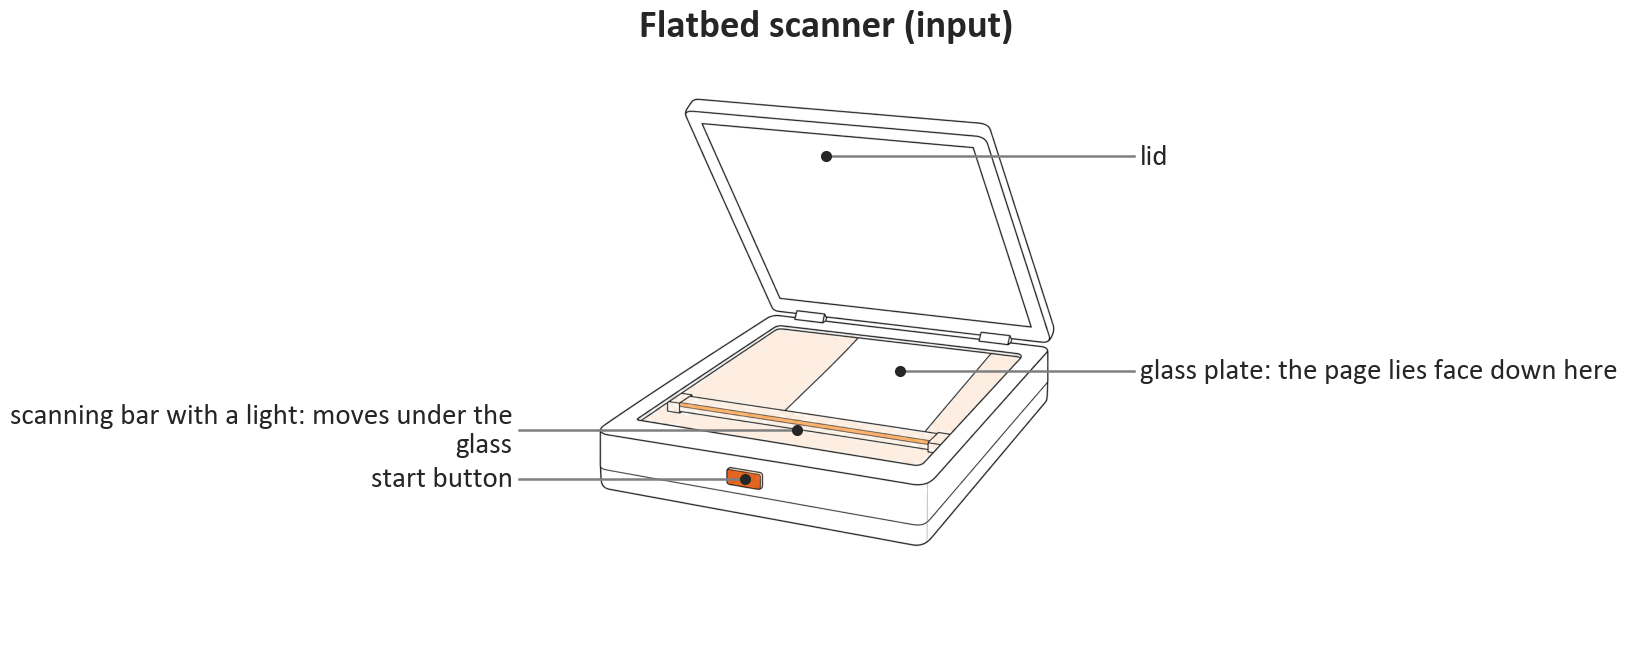 Flatbed scanner (input)
lid
glass plate: the page lies face down here
scanning bar with a light: moves under the
glass
start button